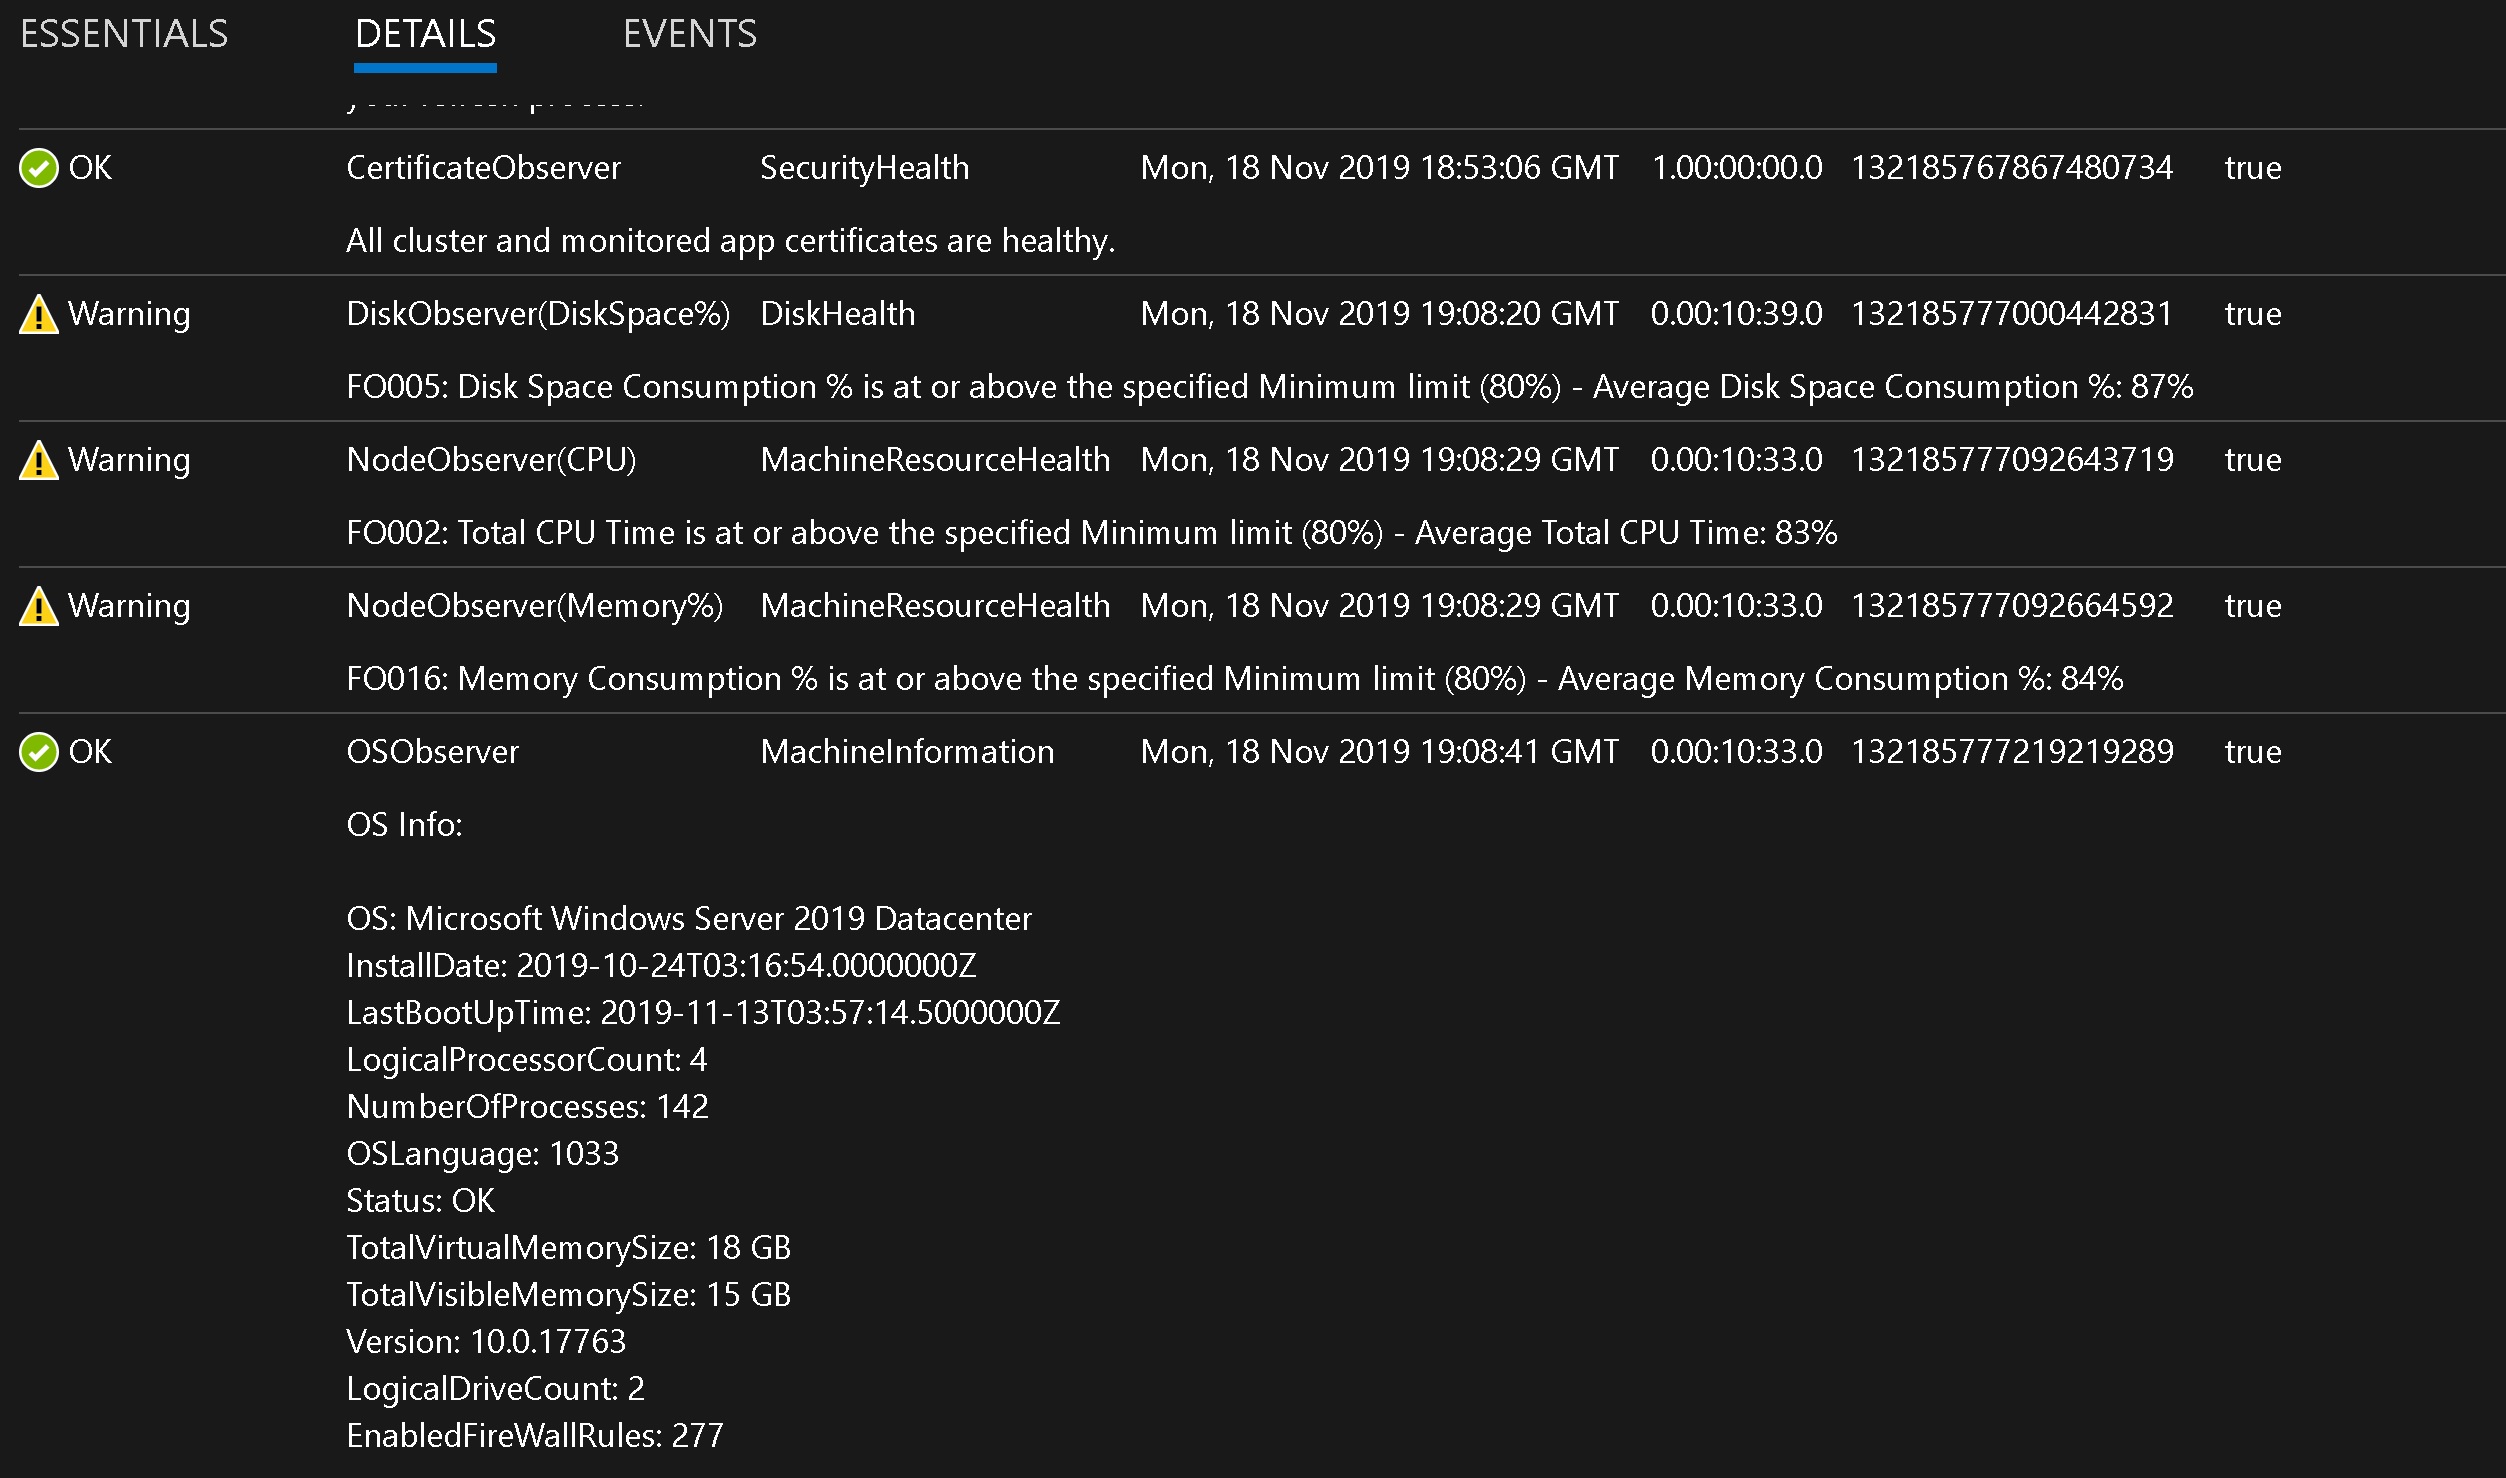 ESSENTIALS DETAILS EVENTS
OK CertificateObserver SecurityHealth Mon, 18 Nov 2019 18:53:06 GMT 1.00:00:00.0 132185767867480734 true
All cluster and monitored app certificates are healthy.
Warning DiskObserver(DiskSpace%) DiskHealth Mon, 18 Nov 2019 19:08:20 GMT 0.00:10:39.0 132185777000442831 true
FO005: Disk Space Consumption % is at or above the specified Minimum limit (80%) - Average Disk Space Consumption %: 87%
Warning NodeObserver(CPU) MachineResourceHealth Mon, 18 Nov 2019 19:08:29 GMT 0.00:10:33.0 132185777092643719 true
FO002: Total CPU Time is at or above the specified Minimum limit (80%) - Average Total CPU Time: 83%
Warning NodeObserver(Memory%) MachineResourceHealth Mon, 18 Nov 2019 19:08:29 GMT 0.00:10:33.0 132185777092664592 true
FO016: Memory Consumption % is at or above the specified Minimum limit (80%) - Average Memory Consumption %: 84%
OK OSObserver MachineInformation Mon, 18 Nov 2019 19:08:41 GMT 0.00:10:33.0 132185777219219289 true
OS Info:
OS: Microsoft Windows Server 2019 Datacenter
InstallDate: 2019-10-24T03:16:54.0000000Z
LastBootUpTime: 2019-11-13T03:57:14.5000000Z
LogicalProcessorCount: 4
NumberOfProcesses: 142
OSLanguage: 1033
Status: OK
TotalVirtualMemorySize: 18 GB
TotalVisibleMemorySize: 15 GB
Version: 10.0.17763
LogicalDriveCount: 2
EnabledFireWallRules: 277